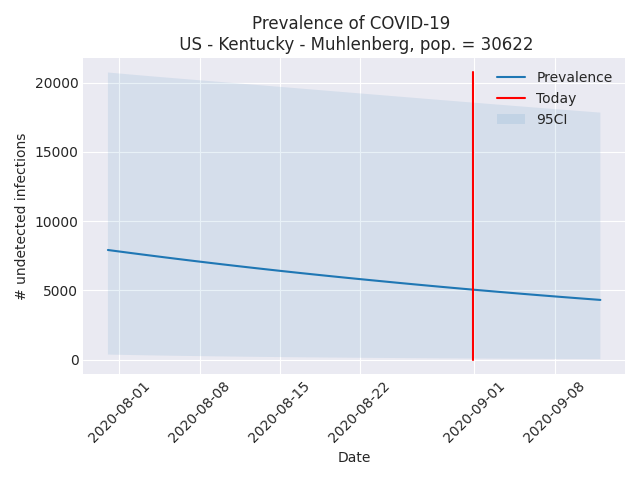 Prevalence of COVID-19
US - Kentucky - Muhlenberg, pop. = 30622
Prevalence
Today
95CI
20000
15000
10000
5000
0
# undetected infections
2020-08-01
2020-08-08
2020-08-15
2020-08-22
2020-09-01
2020-09-08
Date